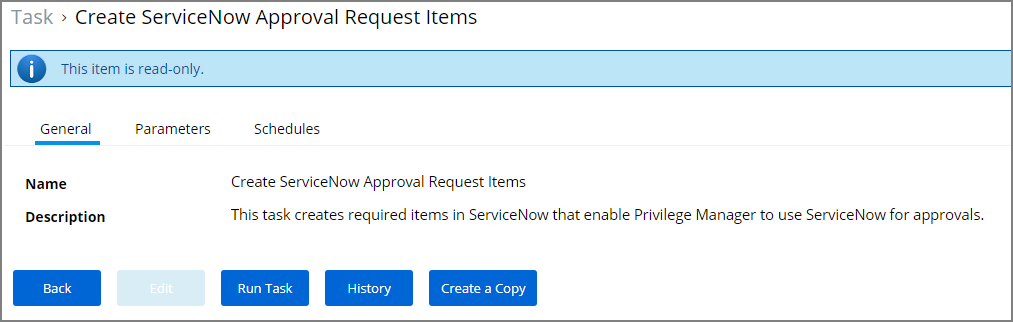 Task › Create ServiceNow Approval Request Items
This item is read-only.
General Parameters Schedules
Name Create ServiceNow Approval Request Items
Description This task creates required items in ServiceNow that enable Privilege Manager to use ServiceNow for approvals.
Back Edit Run Task History Create a Copy